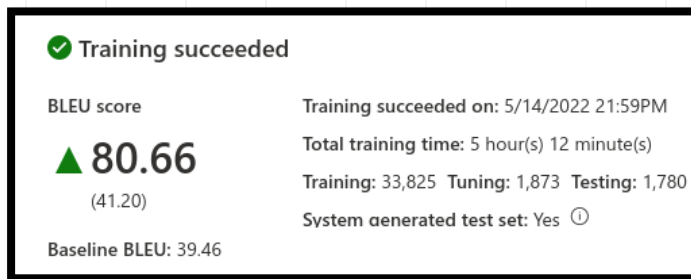 Training succeeded
BLEU score
80.66
(41.20)
Baseline BLEU: 39.46
Training succeeded on: 5/14/2022 21:59PM
Total training time: 5 hour(s) 12 minute(s)
Training: 33,825 Tuning: 1,873 Testing: 1,780
System generated test set: Yes